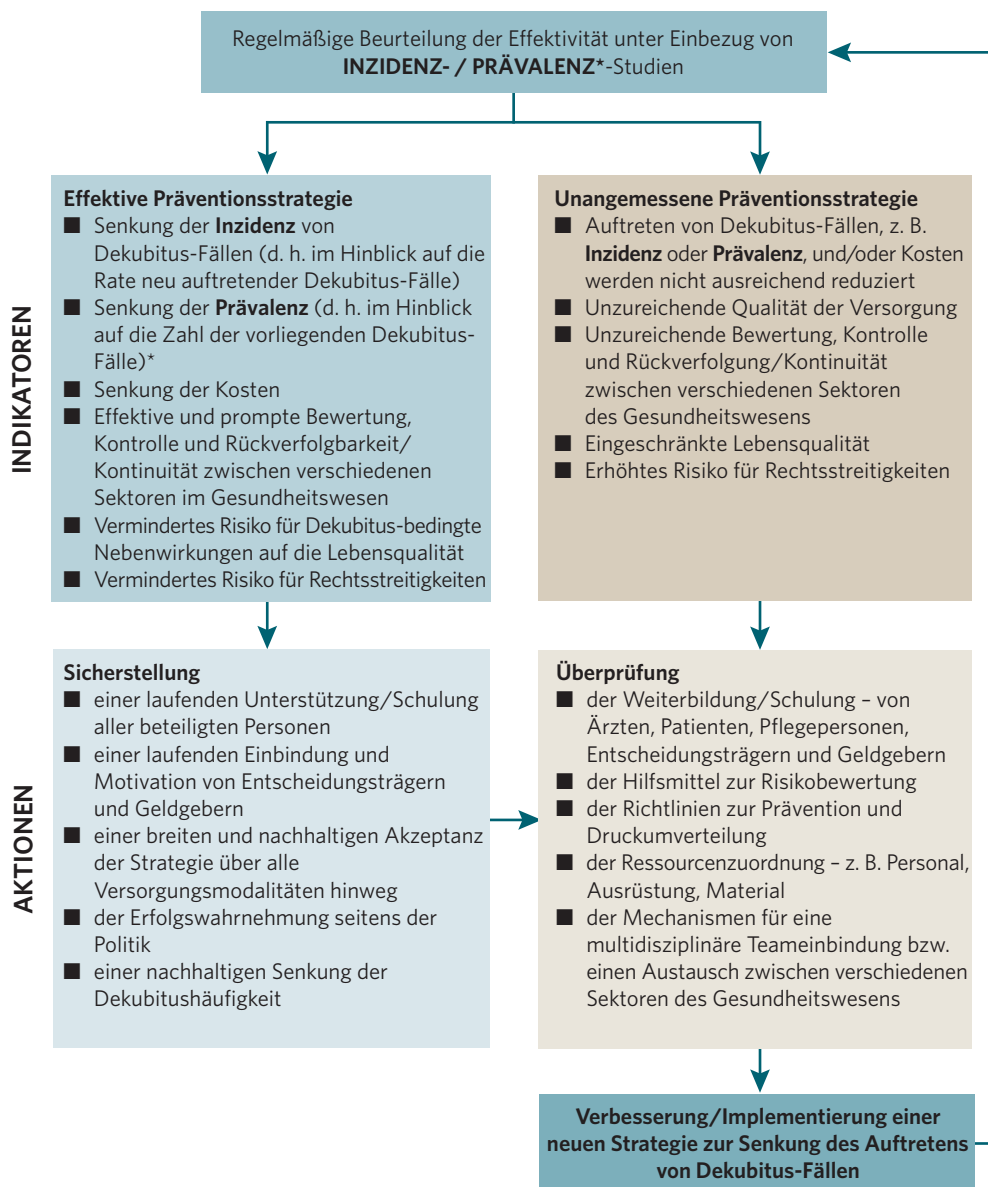 Regelmäßige Beurteilung der Effektivität unter Einbezug von
INZIDENZ- / PRÄVALENZ*-Studien
INDIKATOREN
Effektive Präventionsstrategie
■ Senkung der Inzidenz von
Dekubitus-Fällen (d. h. im Hinblick auf die
Rate neu auftretender Dekubitus-Fälle)
■ Senkung der Prävalenz (d. h. im Hinblick
auf die Zahl der vorliegenden Dekubitus-
Fälle)*
■ Senkung der Kosten
■ Effektive und prompte Bewertung,
Kontrolle und Rückverfolgbarkeit/
Kontinuität zwischen verschiedenen
Sektoren im Gesundheitswesen
■ Vermindertes Risiko für Dekubitus-bedingte
Nebenwirkungen auf die Lebensqualität
■ Vermindertes Risiko für Rechtsstreitigkeiten
Unangemessene Präventionsstrategie
■ Auftreten von Dekubitus-Fällen, z. B.
Inzidenz oder Prävalenz, und/oder Kosten
werden nicht ausreichend reduziert
■ Unzureichende Qualität der Versorgung
■ Unzureichende Bewertung, Kontrolle
und Rückverfolgung/Kontinuität
zwischen verschiedenen Sektoren
des Gesundheitswesens
■ Eingeschränkte Lebensqualität
■ Erhöhtes Risiko für Rechtsstreitigkeiten
AKTIONEN
Sicherstellung
■ einer laufenden Unterstützung/Schulung
aller beteiligten Personen
■ einer laufenden Einbindung und
Motivation von Entscheidungsträgern
und Geldgebern
■ einer breiten und nachhaltigen Akzeptanz
der Strategie über alle
Versorgungsmodalitäten hinweg
■ der Erfolgswahrnehmung seitens der
Politik
■ einer nachhaltigen Senkung der
Dekubitushäufigkeit
Überprüfung
■ der Weiterbildung/Schulung – von
Ärzten, Patienten, Pflegepersonen,
Entscheidungsträgern und Geldgebern
■ der Hilfsmittel zur Risikobewertung
■ der Richtlinien zur Prävention und
Druckumverteilung
■ der Ressourcenzuordnung – z. B. Personal,
Ausrüstung, Material
■ der Mechanismen für eine
multidisziplinäre Teameinbindung bzw.
einen Austausch zwischen verschiedenen
Sektoren des Gesundheitswesens
Verbesserung/Implementierung einer
neuen Strategie zur Senkung des Auftretens
von Dekubitus-Fällen